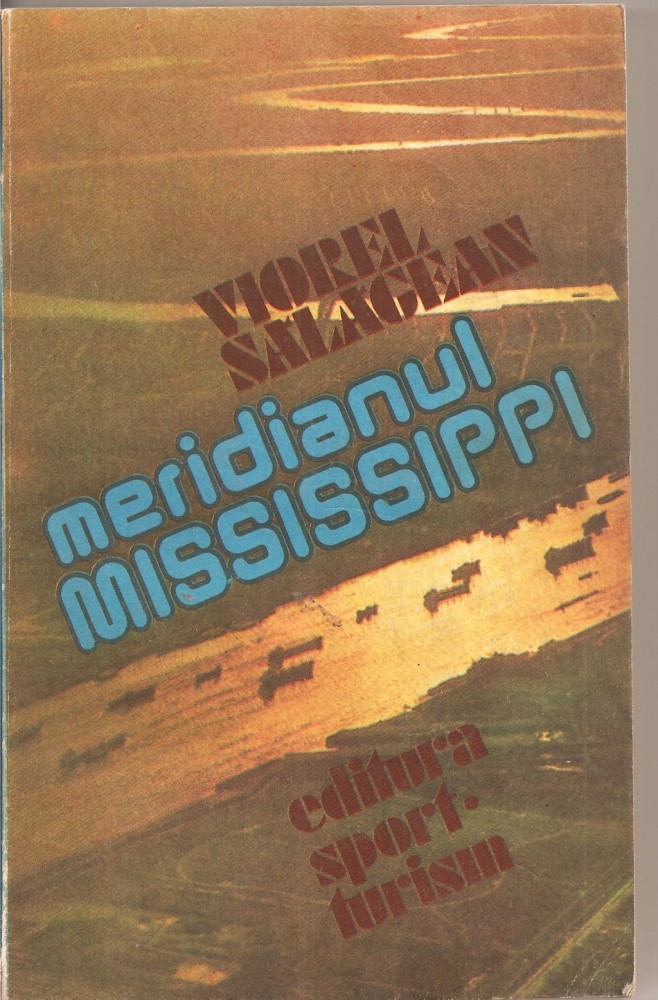 VIOREL
SĂLĂGEAN
meridianul
MISSISSIPPI
editura
sport.
turism